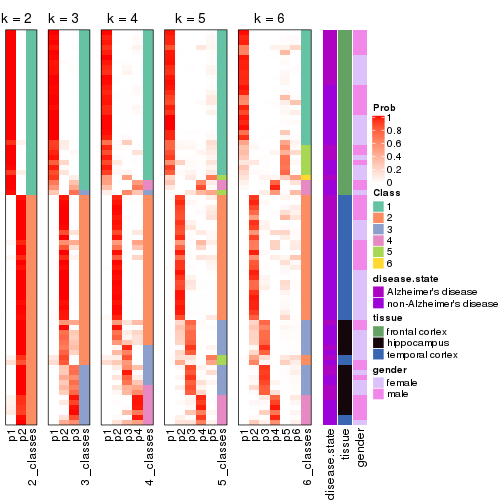 k = 2
k = 3
k = 4
k = 5
k = 6
Prob
1
0.8
0.6
0.4
0.2
0
Class
1
2
3
4
5
6
disease.state
Alzheimer's disease
non-Alzheimer's disease
tissue
frontal cortex
hippocampus
temporal cortex
gender
female
male
p1
p2
2_classes
p1
p2
p3
3_classes
p1
p2
p3
p4
4_classes
p1
p2
p3
p4
p5
5_classes
p1
p2
p3
p4
p5
p6
6_classes
disease.state
tissue
gender